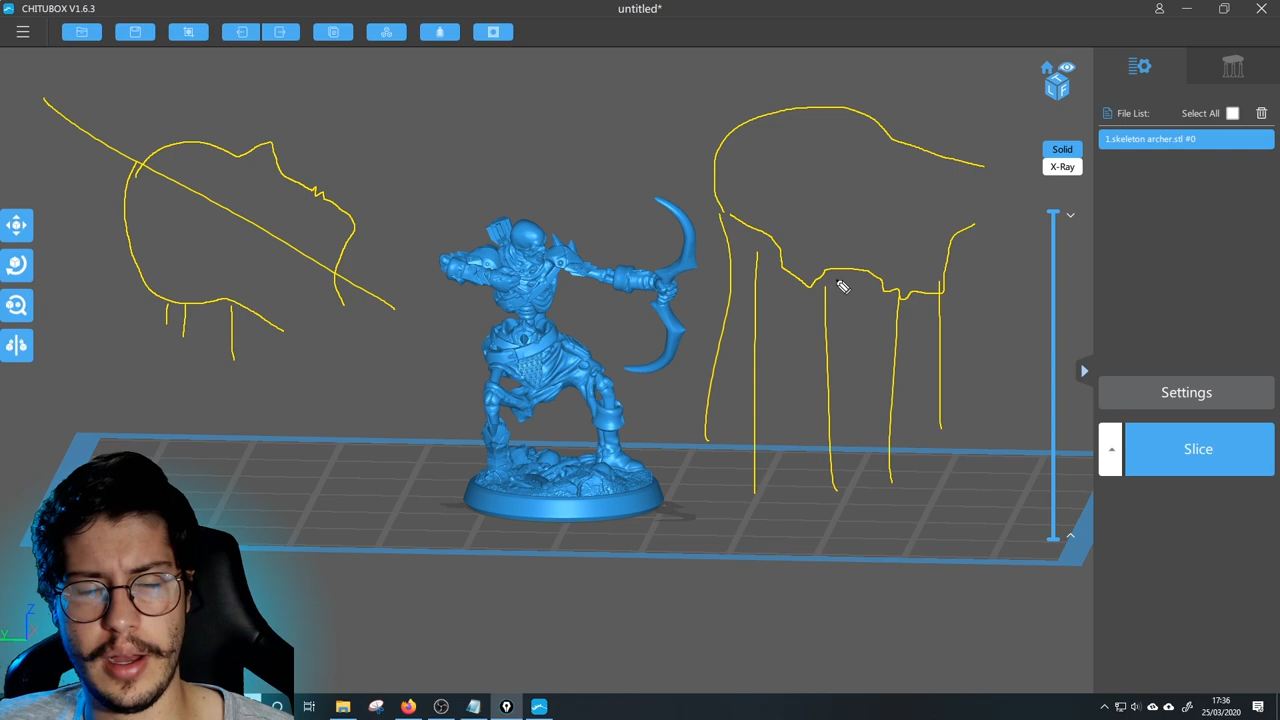 CHITUBOX V1.6.3
untitled*
File List:
Select All
1.skeleton archer.stl #0
Solid
X-Ray
Settings
Slice
Z
Y
X
17:36
25/03/2020